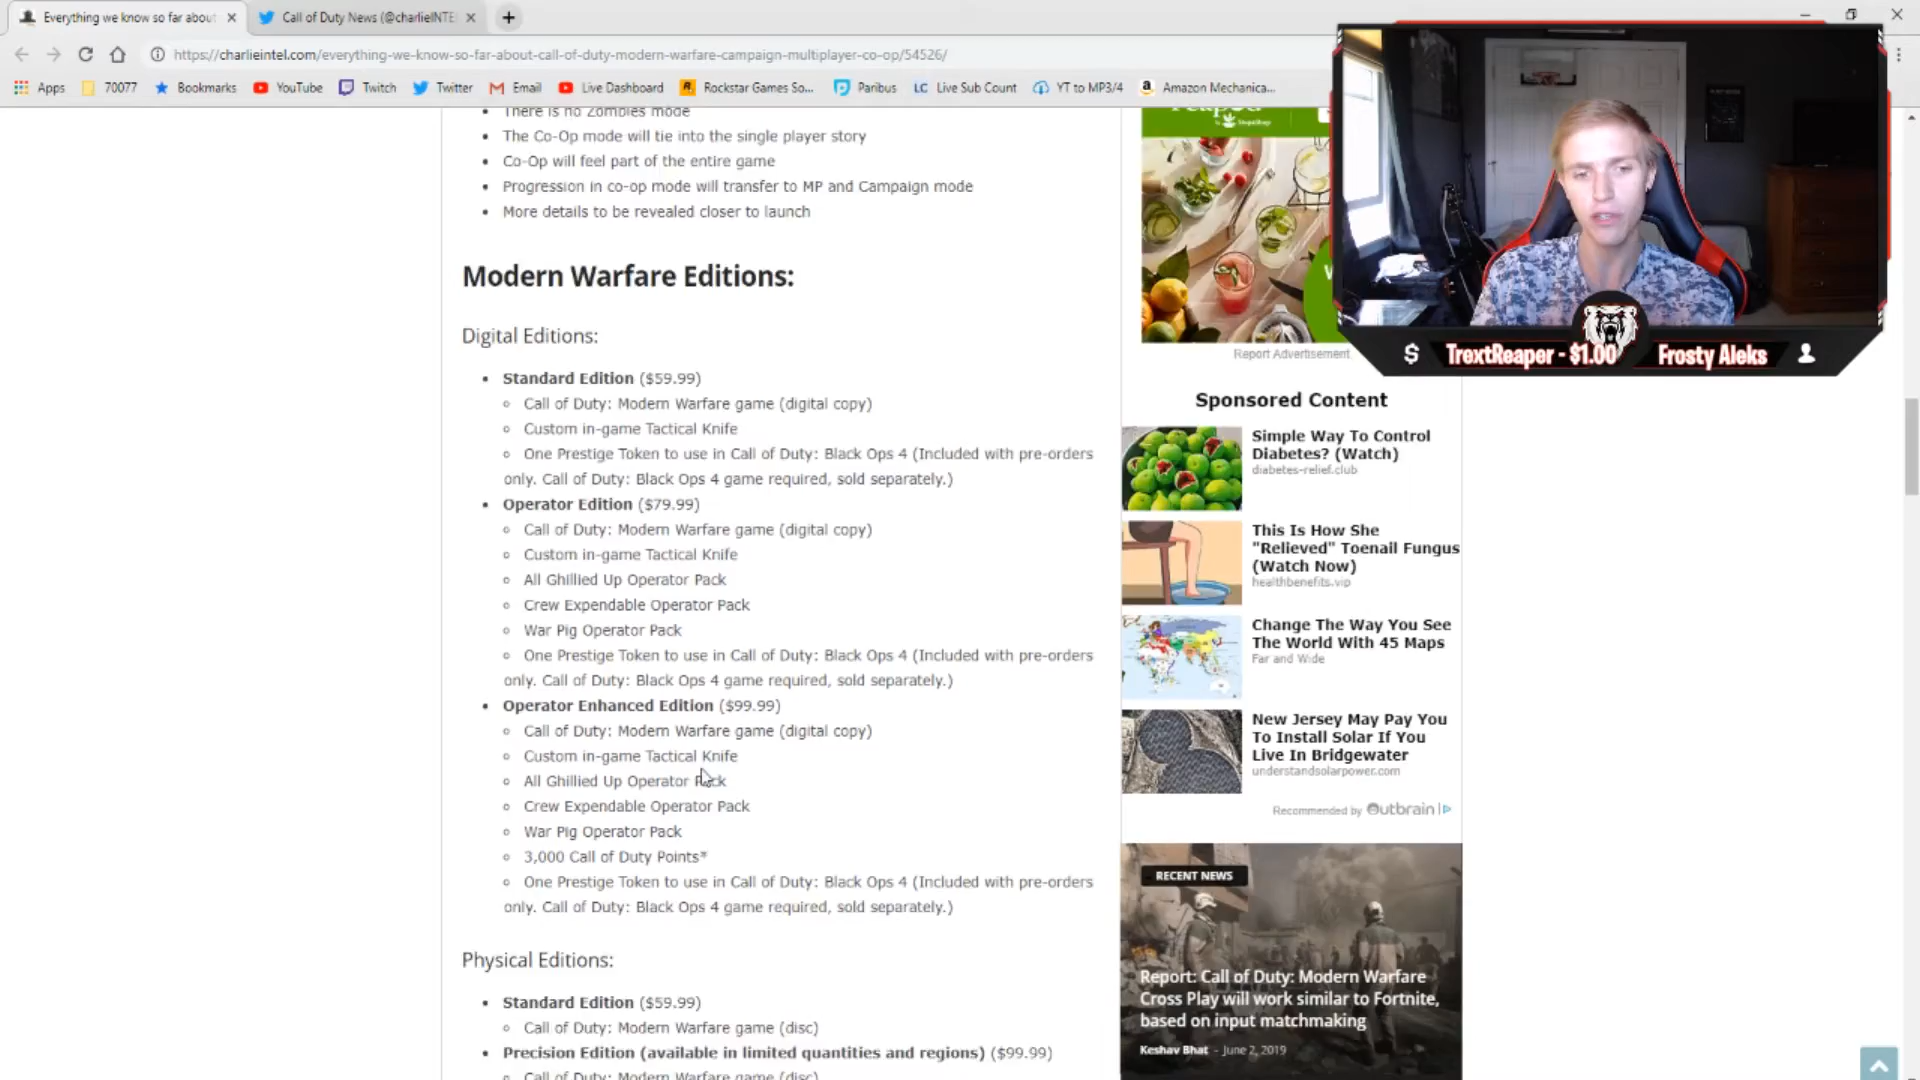 Everything we know so far about
Call of Duty News (@charlieINTE
https://charlieintel.com/everything-we-know-so-far-about-call-of-duty-modern-warfare-campaign-multiplayer-co-op/54526/
Apps 70077 Bookmarks YouTube Twitch Twitter Email Live Dashboard Rockstar Games So... Paribus LC Live Sub Count YT to MP3/4 Amazon Mechanica...
There is no Zombies mode
The Co-Op mode will tie into the single player story
Co-Op will feel part of the entire game
Progression in co-op mode will transfer to MP and Campaign mode
More details to be revealed closer to launch
Modern Warfare Editions:
Digital Editions:
Standard Edition ($59.99)
Call of Duty: Modern Warfare game (digital copy)
Custom in-game Tactical Knife
One Prestige Token to use in Call of Duty: Black Ops 4 (Included with pre-orders
only. Call of Duty: Black Ops 4 game required, sold separately.)
Operator Edition ($79.99)
Call of Duty: Modern Warfare game (digital copy)
Custom in-game Tactical Knife
All Ghillied Up Operator Pack
Crew Expendable Operator Pack
War Pig Operator Pack
One Prestige Token to use in Call of Duty: Black Ops 4 (Included with pre-orders
only. Call of Duty: Black Ops 4 game required, sold separately.)
Operator Enhanced Edition ($99.99)
Call of Duty: Modern Warfare game (digital copy)
Custom in-game Tactical Knife
All Ghillied Up Operator Pack
Crew Expendable Operator Pack
War Pig Operator Pack
3,000 Call of Duty Points*
One Prestige Token to use in Call of Duty: Black Ops 4 (Included with pre-orders
only. Call of Duty: Black Ops 4 game required, sold separately.)
Physical Editions:
Standard Edition ($59.99)
Call of Duty: Modern Warfare game (disc)
Precision Edition (available in limited quantities and regions) ($99.99)
Call of Duty: Modern Warfare game (disc)
Report Advertisement
$ TrextReaper - $1.00 Frosty Aleks
Sponsored Content
Simple Way To Control
Diabetes? (Watch)
diabetes-relief.club
This Is How She
"Relieved" Toenail Fungus
(Watch Now)
healthbenefits.vip
Change The Way You See
The World With 45 Maps
Far and Wide
New Jersey May Pay You
To Install Solar If You
Live In Bridgewater
understandsolarpower.com
Recommended by Outbrain
RECENT NEWS
Report: Call of Duty: Modern Warfare
Cross Play will work similar to Fortnite,
based on input matchmaking
Keshav Bhat - June 2, 2019